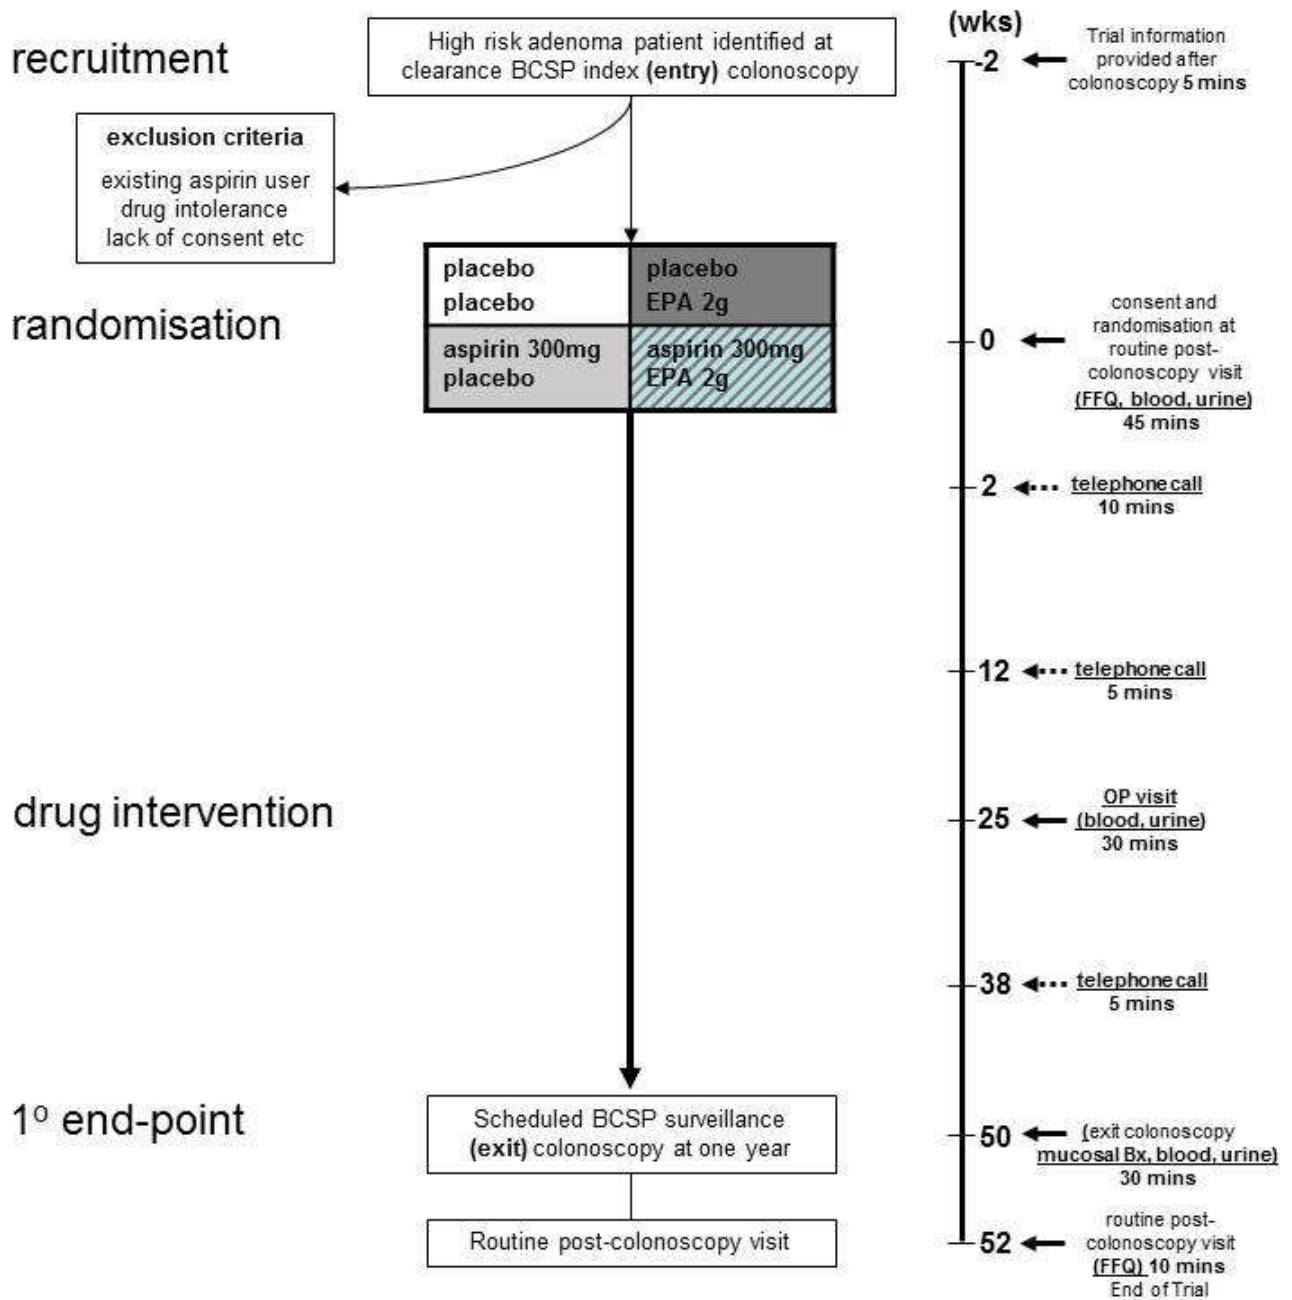 recruitment
High risk adenoma patient identified at
clearance BCSP index (entry) colonoscopy
exclusion criteria
existing aspirin user
drug intolerance
lack of consent etc
randomisation
placebo
placebo
placebo
EPA 2g
aspirin 300mg
placebo
aspirin 300mg
EPA 2g
drug intervention
1º end-point
Scheduled BCSP surveillance
(exit) colonoscopy at one year
Routine post-colonoscopy visit
(wks)
-2
Trial information
provided after
colonoscopy 5 mins
0
consent and
randomisation at
routine post-
colonoscopy visit
(FFQ, blood, urine)
45 mins
2
telephone call
10 mins
12
telephone call
5 mins
25
OP visit
(blood, urine)
30 mins
38
telephone call
5 mins
50
(exit colonoscopy
mucosal Bx, blood, urine)
30 mins
52
routine post-
colonoscopy visit
(FFQ) 10 mins
End of Trial